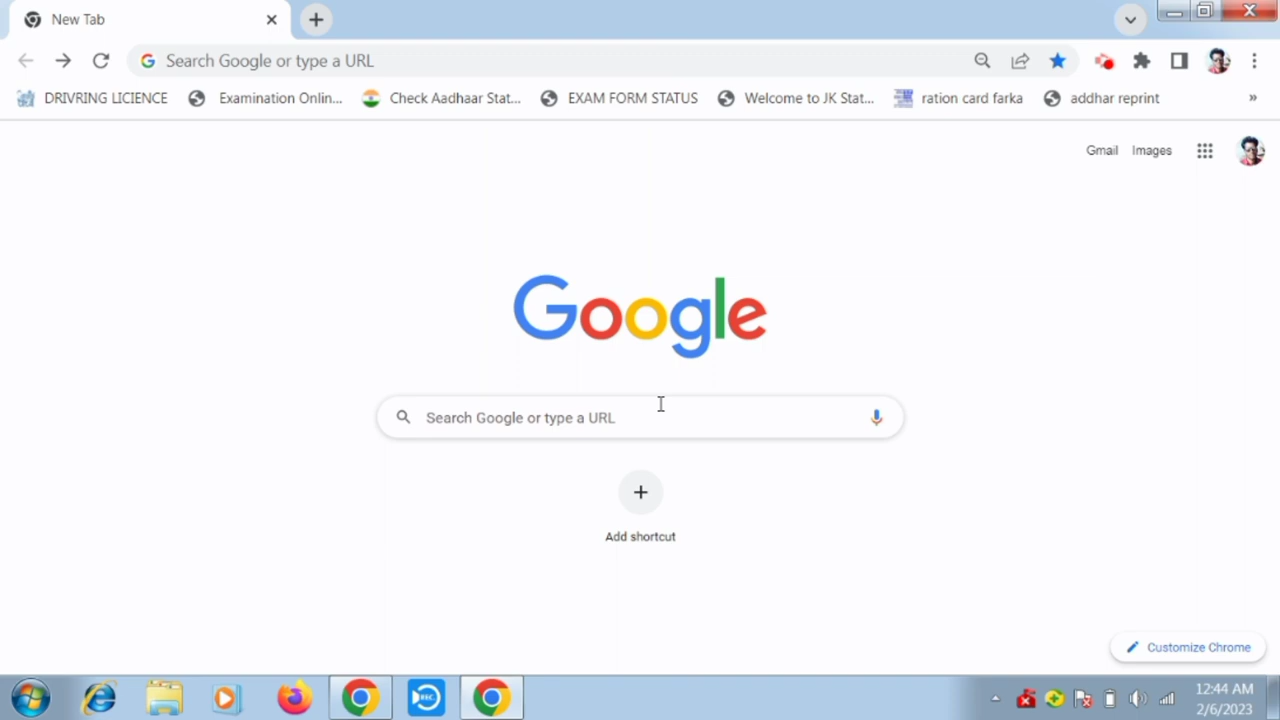 New Tab
Search Google or type a URL
DRIVRING LICIENCE
Examination Onlin...
Check Aadhaar Stat...
EXAM FORM STATUS
Welcome to JK Stat...
ration card farka
addhar reprint
»
Gmail
Images
Google
Search Google or type a URL
Add shortcut
Customize Chrome
REC
12:44 AM
2/6/2023